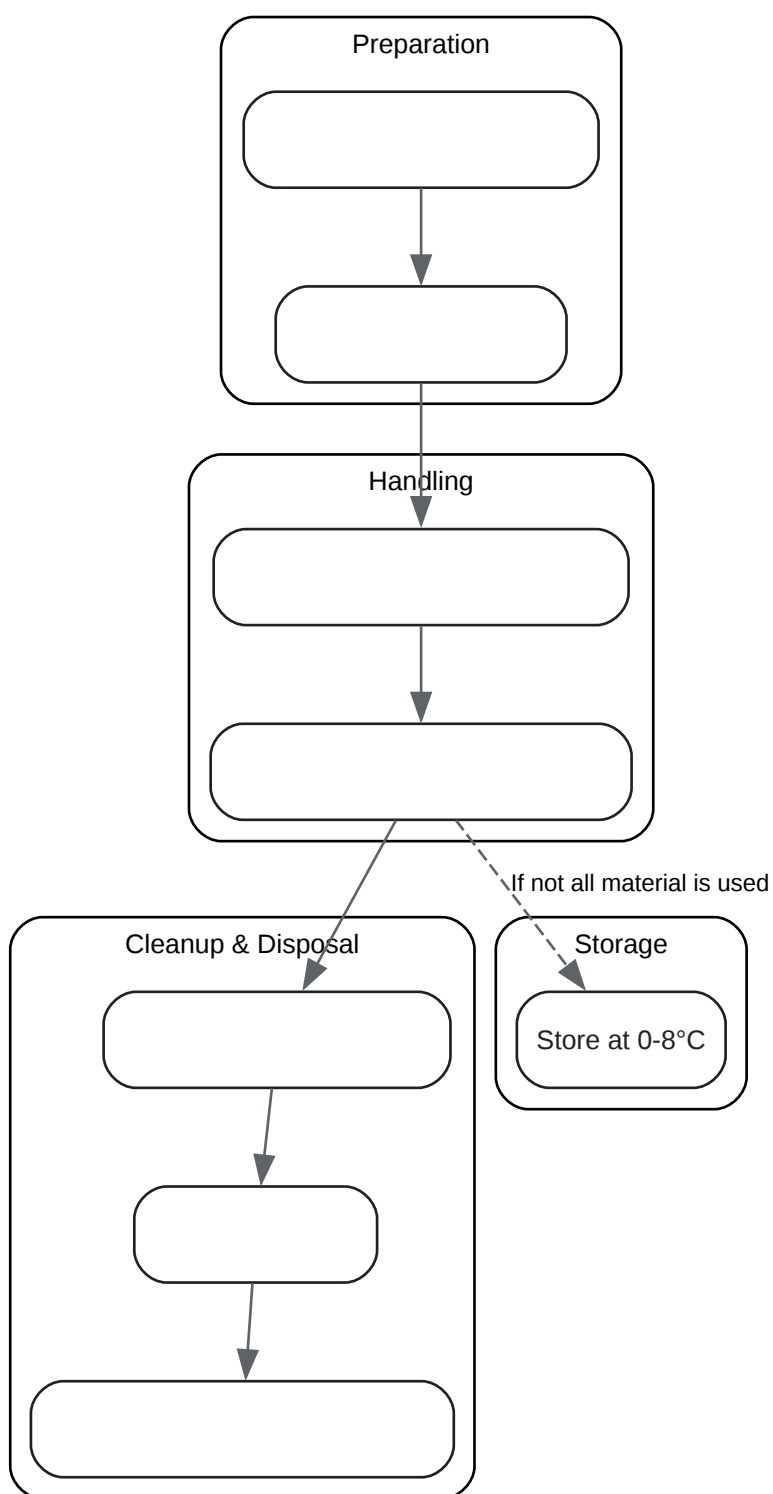 Preparation
Handling
If not all material is used
Cleanup & Disposal
Storage
Store at 0-8°C